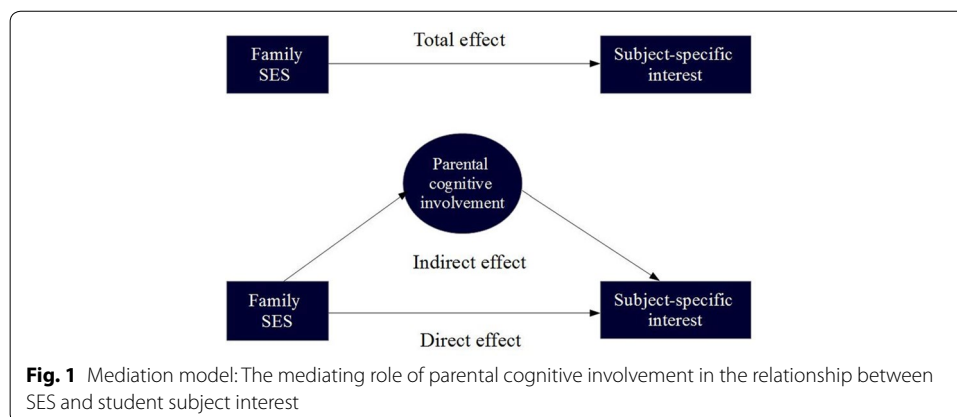 Total effect
Family
SES
Subject-specific
interest
Parental
cognitive
involvement
Indirect effect
Family
SES
Subject-specific
interest
Direct effect
Fig. 1 Mediation model: The mediating role of parental cognitive involvement in the relationship between
SES and student subject interest